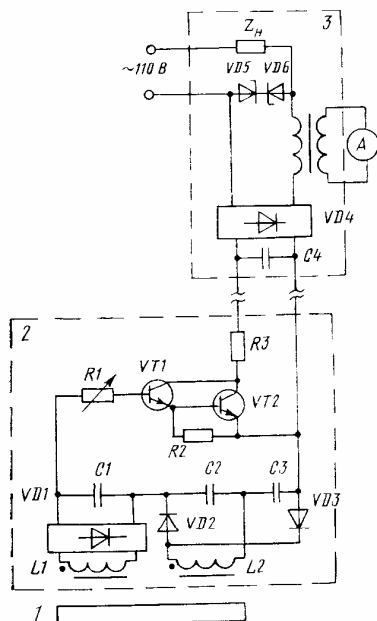 3
Zн
~110 В
VD5 VD6
A
VD4
C4
2
R3
R1
VT1
VT2
R2
C1
C2
C3
VD1
VD2
VD3
L1
L2
1